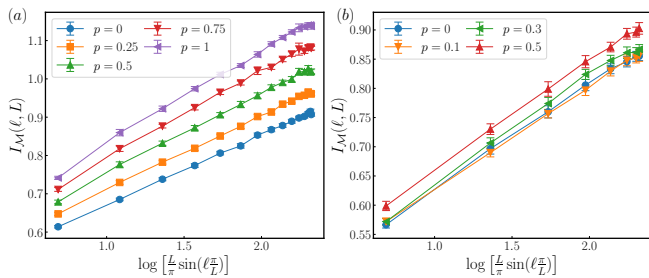 (a)
p = 0
p = 0.25
p = 0.5
p = 0.75
p = 1
I_M(ℓ, L)
1.1
1.0
0.9
0.8
0.7
0.6
1.0
1.5
2.0
log [L/π sin(ℓ π/L)]
(b)
p = 0
p = 0.1
p = 0.3
p = 0.5
I_M(ℓ, L)
0.90
0.85
0.80
0.75
0.70
0.65
0.60
0.55
1.0
1.5
2.0
log [L/π sin(ℓ π/L)]